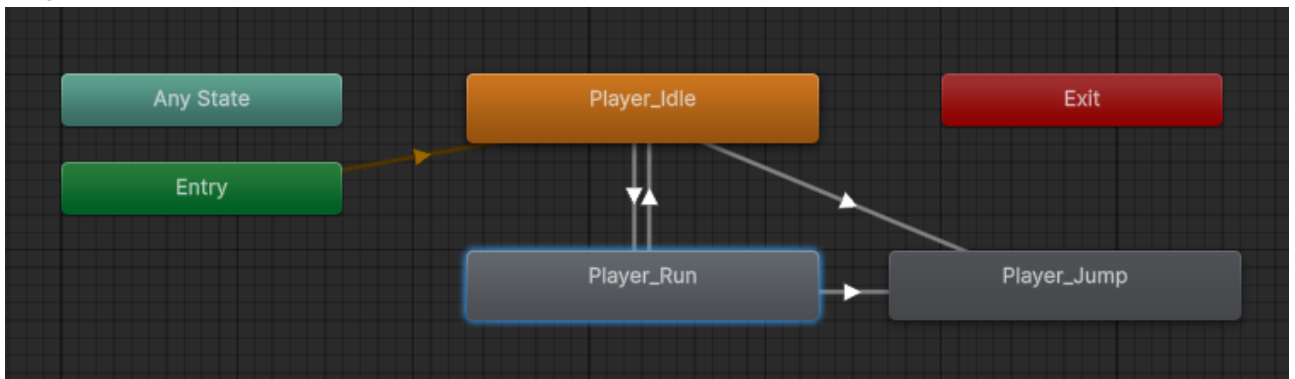 Any State
Player_Idle
Exit
Entry
Player_Run
Player_Jump